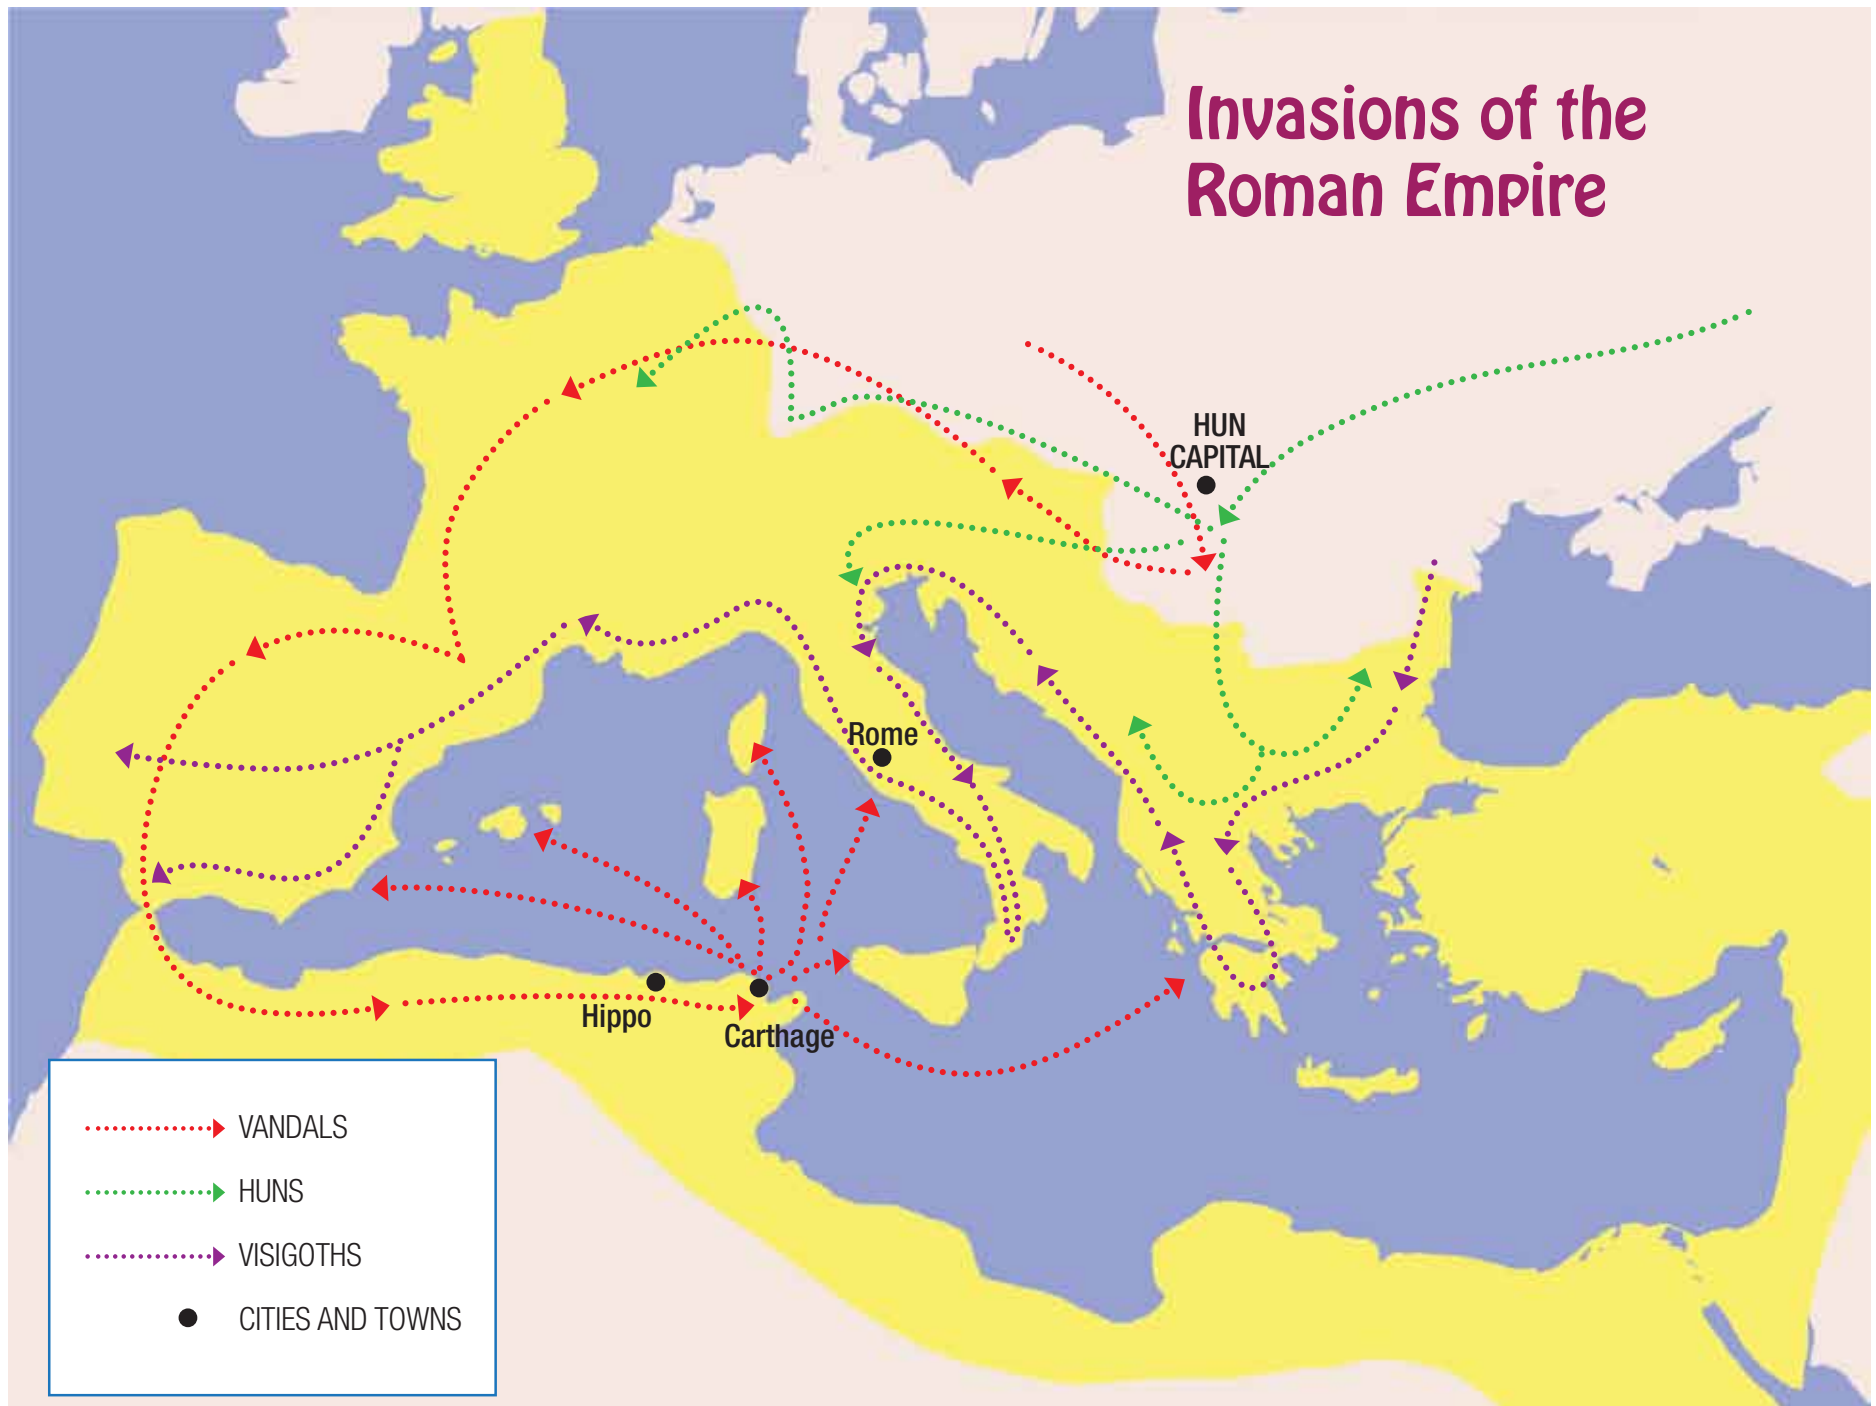 Invasions of the
Roman Empire
HUN
CAPITAL
Rome
Hippo
Carthage
VANDALS
HUNS
VISIGOTHS
CITIES AND TOWNS